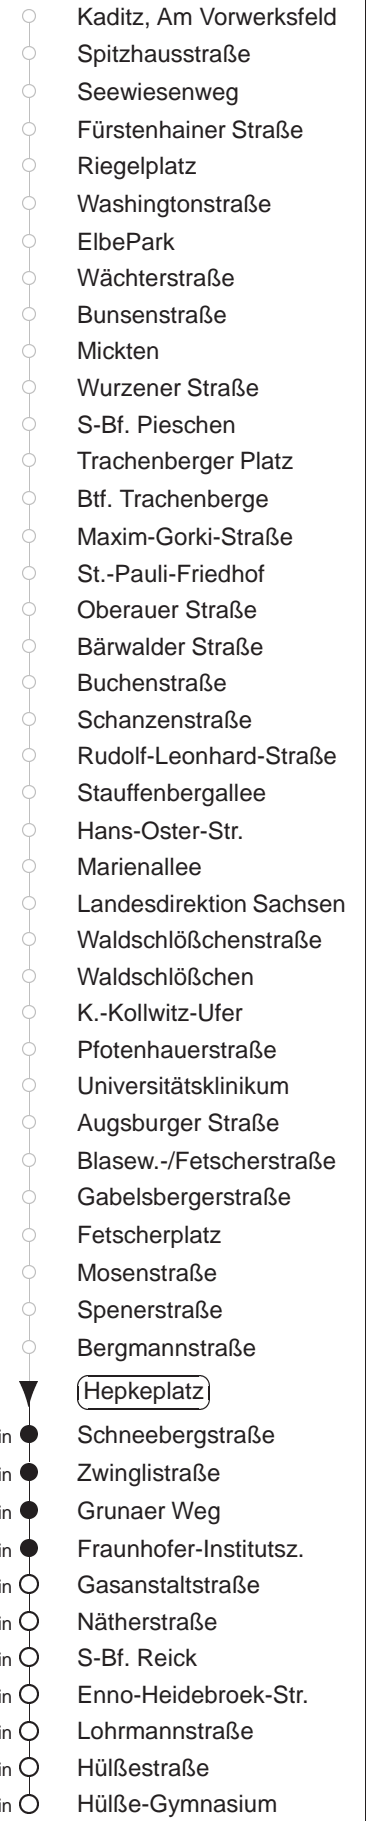 Kaditz, Am Vorwerksfeld
Spitzhausstraße
Seewiesenweg
Fürstenhainer Straße
Riegelplatz
Washingtonstraße
ElbePark
Wächterstraße
Bunsenstraße
Mickten
Wurzener Straße
S-Bf. Pieschen
Trachenberger Platz
Btf. Trachenberge
Maxim-Gorki-Straße
St.-Pauli-Friedhof
Oberauer Straße
Bärwalder Straße
Buchenstraße
Schanzenstraße
Rudolf-Leonhard-Straße
Stauffenbergallee
Hans-Oster-Str.
Marienallee
Landesdirektion Sachsen
Waldschlößchenstraße
Waldschlößchen
K.-Kollwitz-Ufer
Pfotenhauerstraße
Universitätsklinikum
Augsburger Straße
Blasew.-/Fetscherstraße
Gabelsbergerstraße
Fetscherplatz
Mosenstraße
Spenerstraße
Bergmannstraße
Hepkeplatz
Schneebergstraße
Zwinglistraße
Grunaer Weg
Fraunhofer-Institutsz.
Gasanstaltstraße
Nätherstraße
S-Bf. Reick
Enno-Heidebroek-Str.
Lohrmannstraße
Hülßestraße
Hülße-Gymnasium